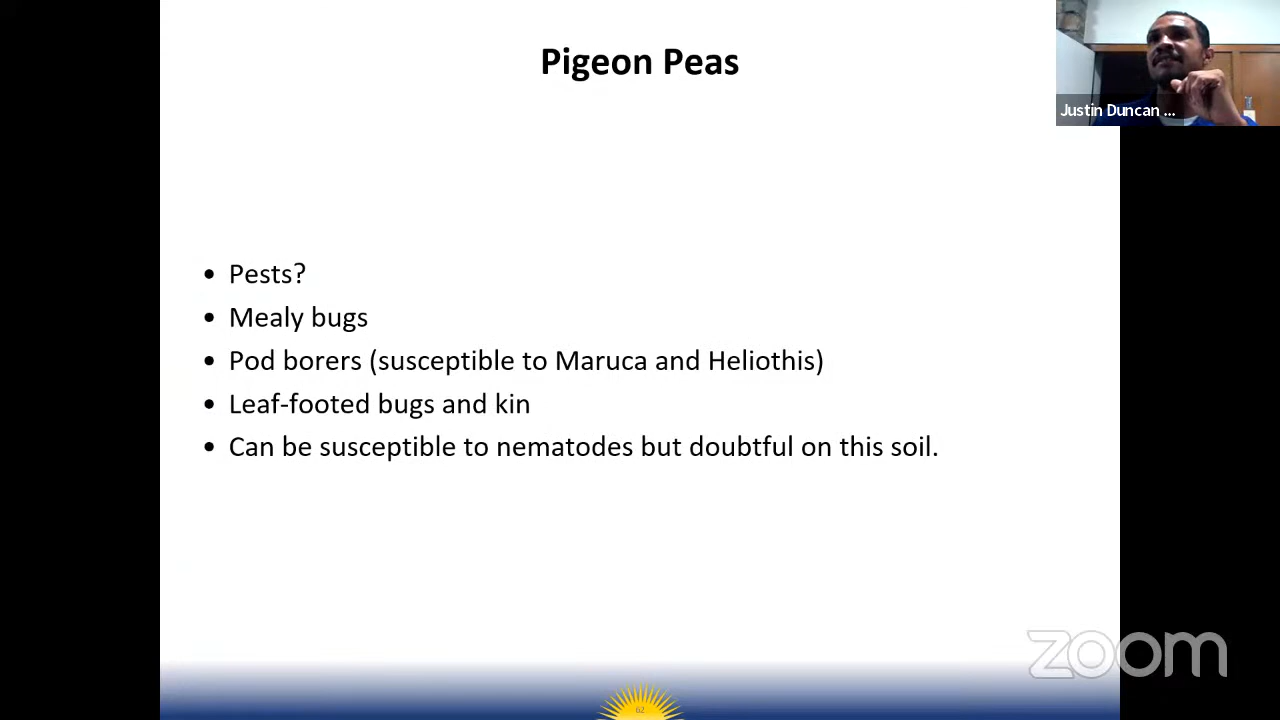 Pigeon Peas
Justin Duncan ...
• Pests?
• Mealy bugs
• Pod borers (susceptible to Maruca and Heliothis)
• Leaf-footed bugs and kin
• Can be susceptible to nematodes but doubtful on this soil.
zoom
62